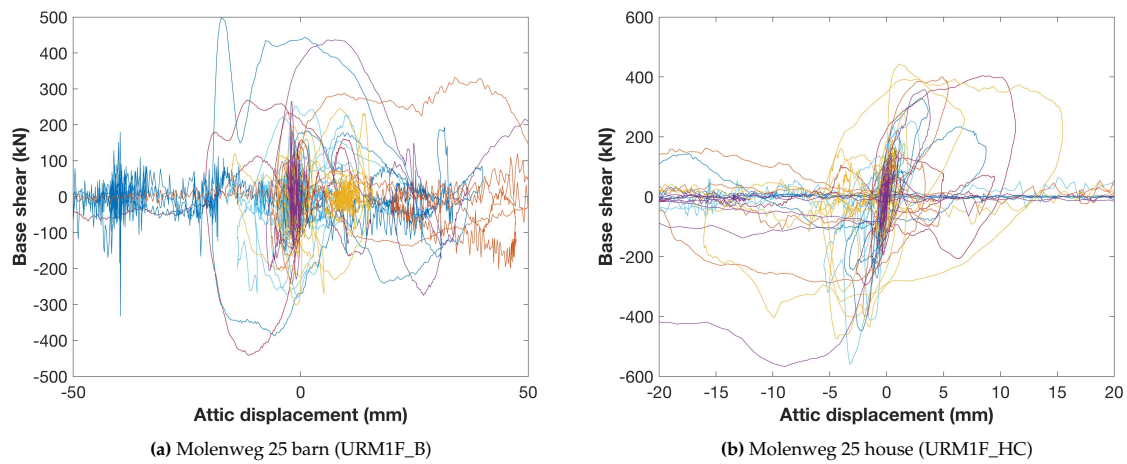 500
400
300
200
100
0
-100
-200
-300
-400
-500
Base shear (kN)
-50 0 50
Attic displacement (mm)
(a) Molenweg 25 barn (URM1F_B)
600
400
200
0
-200
-400
-600
Base shear (kN)
-20 -15 -10 -5 0 5 10 15 20
Attic displacement (mm)
(b) Molenweg 25 house (URM1F_HC)